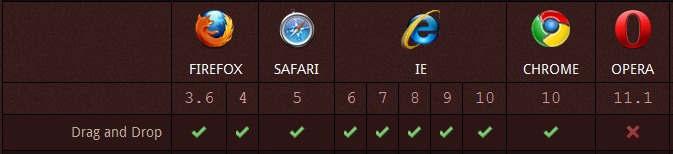 FIREFOX SAFARI IE CHROME OPERA
3.6 4 5 6 7 8 9 10 10 11.1
Drag and Drop